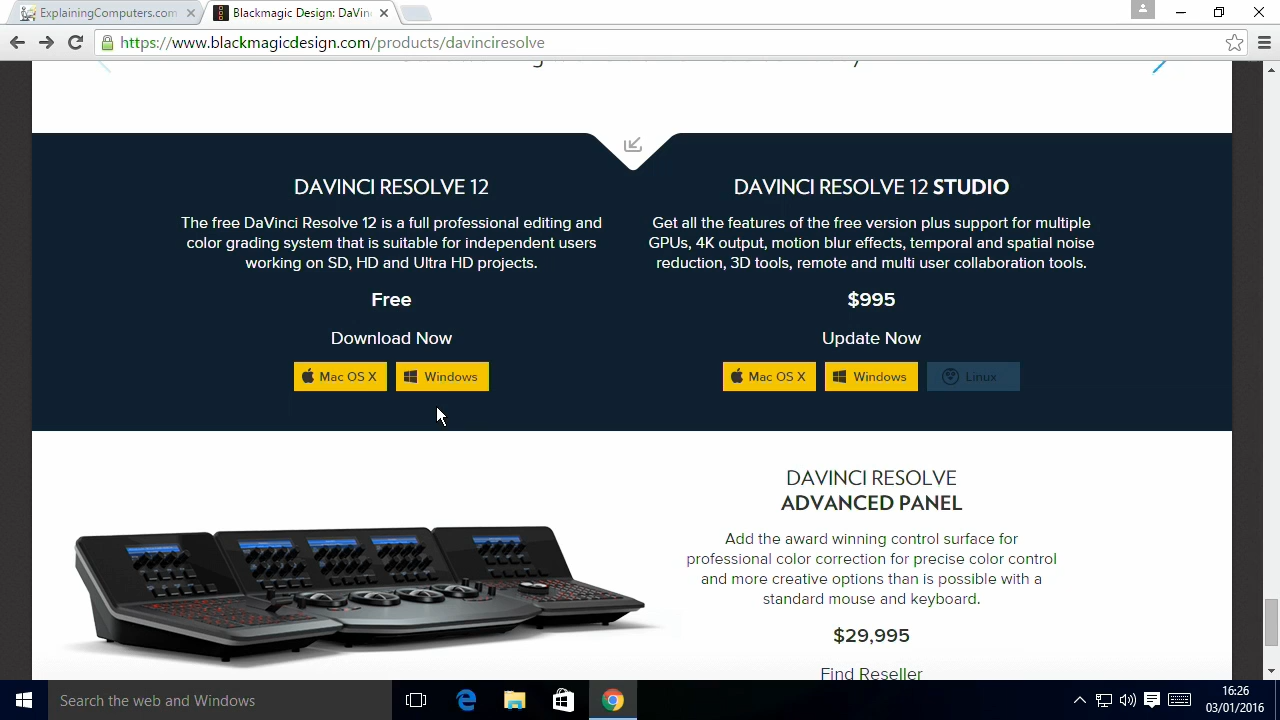 ExplainingComputers.com
Blackmagic Design: DaVin
https://www.blackmagicdesign.com/products/davinciresolve
DAVINCI RESOLVE 12
The free DaVinci Resolve 12 is a full professional editing and
color grading system that is suitable for independent users
working on SD, HD and Ultra HD projects.
Free
Download Now
Mac OS X
Windows
DAVINCI RESOLVE 12 STUDIO
Get all the features of the free version plus support for multiple
GPUs, 4K output, motion blur effects, temporal and spatial noise
reduction, 3D tools, remote and multi user collaboration tools.
$995
Update Now
Mac OS X
Windows
Linux
DAVINCI RESOLVE
ADVANCED PANEL
Add the award winning control surface for
professional color correction for precise color control
and more creative options than is possible with a
standard mouse and keyboard.
$29,995
Find Reseller
Search the web and Windows
16:26
03/01/2016